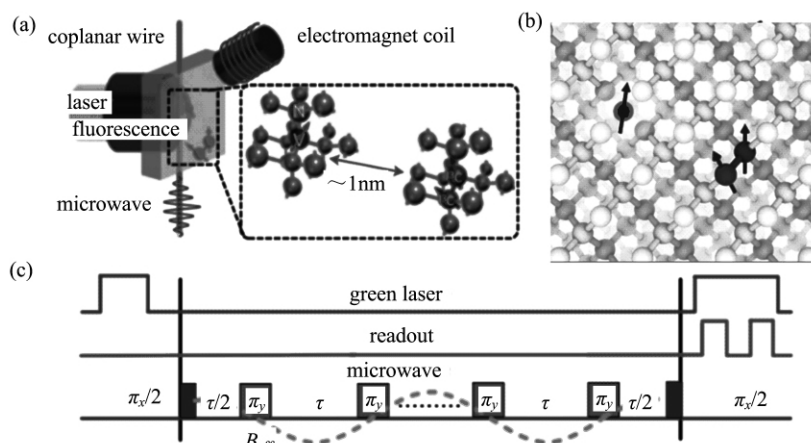 (a)
coplanar wire
electromagnet coil
laser
fluorescence
microwave
N
V
~1nm
(b)
(c)
green laser
readout
microwave
πx/2
τ/2
πy
τ
πy
πy
τ
πy
τ/2
πx/2